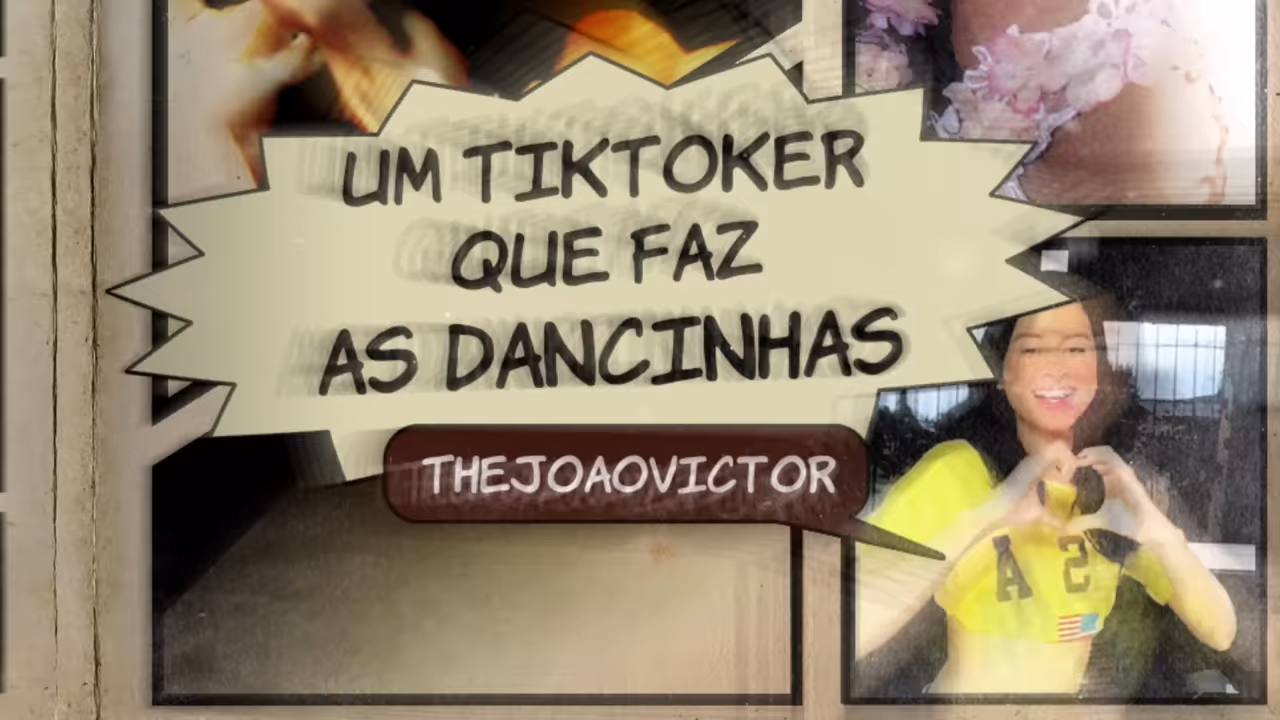 UM TIKTOKER
QUE FAZ
AS DANCINHAS
THEJOAOVICTOR
A S